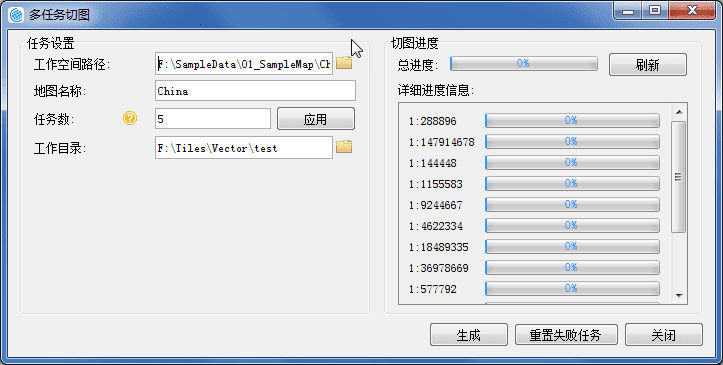 多任务切图
任务设置
工作空间路径: F:\SampleData\01_SampleMap\Ch
地图名称: China
任务数: 5 应用
工作目录: F:\Tiles\Vector\test
切图进度
总进度: 0% 刷新
详细进度信息:
1:288896 0%
1:147914678 0%
1:144448 0%
1:1155583 0%
1:9244667 0%
1:4622334 0%
1:18489335 0%
1:36978669 0%
1:577792 0%
生成 重置失败任务 关闭